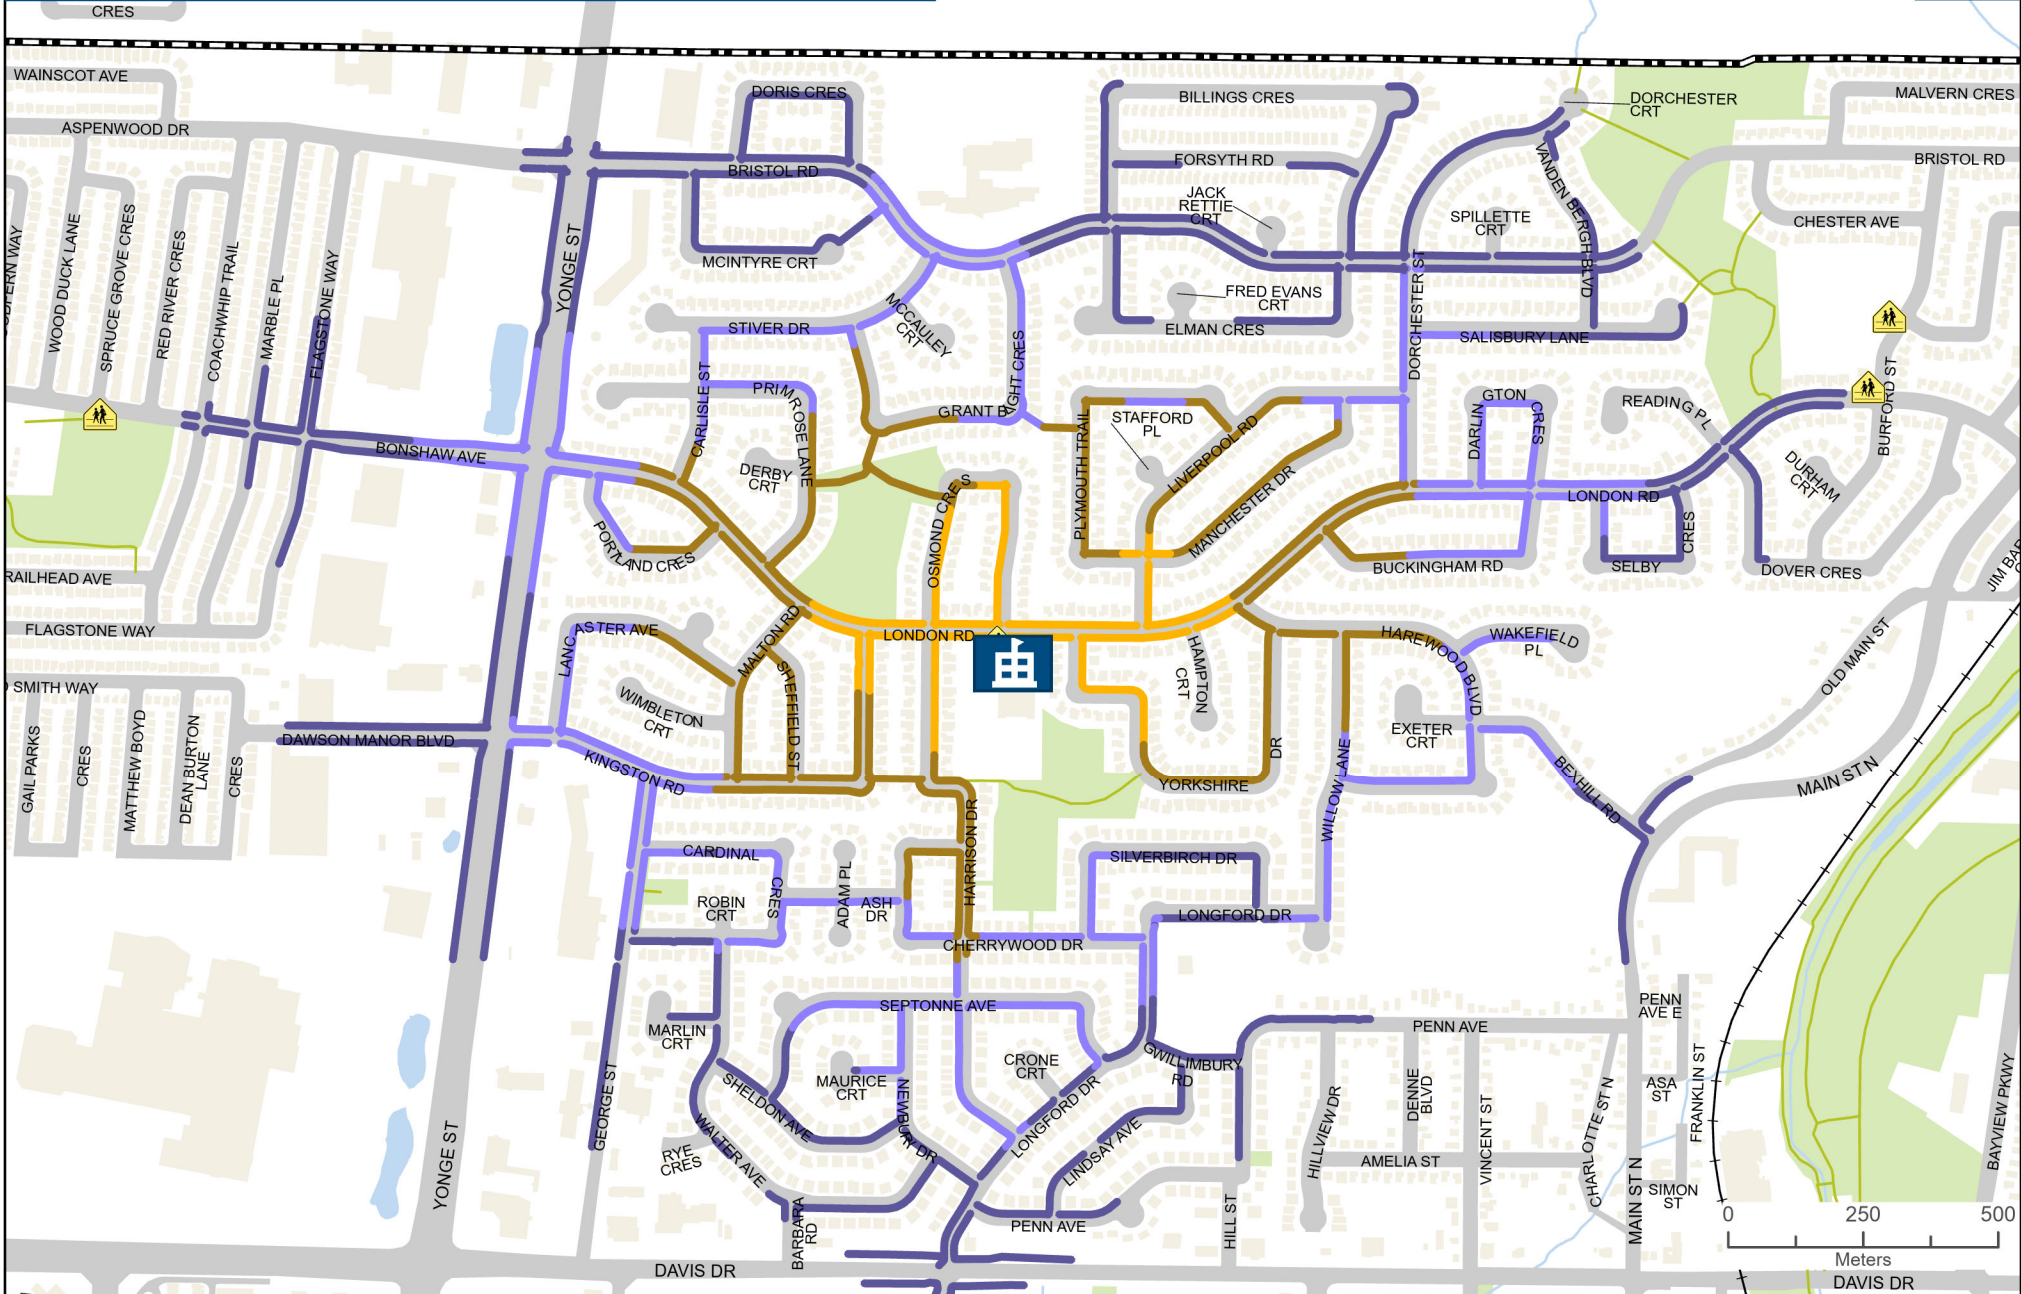 CRES
WAINSCOT AVE
ASPENWOOD DR
WOOD DUCK LANE
SPRUCE GROVE CRES
RED RIVER CRES
COACHWHIP TRAIL
MARBLE PL
FLAGSTONE WAY
YONGE ST
DORIS CRES
BRISTOL RD
MCINTYRE CRT
BILLINGS CRES
FORSYTH RD
JACK
RETTIE
CRT
FRED EVANS
CRT
ELMAN CRES
DORCHESTER
CRT
VANDEN BERGH BLVD
SPILLETTE
CRT
MALVERN CRES
BRISTOL RD
CHESTER AVE
STIVER DR
MCCAULEY
CRT
DORCHESTER ST
SALISBURY LANE
BURFORD ST
BONSHAW AVE
CARLISLE ST
PRIMROSE LANE
DERBY
CRT
GRANT B
IGHT CRES
PLYMOUTH TRAIL
STAFFORD
PL
LIVERPOOL RD
MANCHESTER DR
DARLIN
GTON
CRES
READING PL
DURHAM
CRT
LONDON RD
PORTLAND CRES
OSMOND CRES
BUCKINGHAM RD
SELBY
CRES
DOVER CRES
RAILHEAD AVE
FLAGSTONE WAY
LANCASTER AVE
MALTON RD
LONDON RD
HAMPTON
CRT
HAREWOOD BLVD
WAKEFIELD
PL
OLD MAIN ST
SMITH WAY
GAIL PARKS
CRES
MATTHEW BOYD
DEAN BURTON
LANE
CRES
DAWSON MANOR BLVD
WIMBLETON
CRT
SHEFFIELD ST
KINGSTON RD
YORKSHIRE
DR
WILLOW LANE
EXETER
CRT
BEXHILL RD
MAIN ST N
CARDINAL
CRES
ROBIN
CRT
ADAM PL
ASH
DR
HARRISON DR
CHERRYWOOD DR
SILVERBIRCH DR
LONGFORD DR
SEPTONNE AVE
MARLIN
CRT
MAURICE
CRT
NEWBURY DR
CRONE
CRT
LONGFORD DR
GWILLIMBURY
RD
PENN AVE
PENN
AVE E
GEORGE ST
SHELDON AVE
WALTER AVE
RYE
CRES
BARBARA
RD
LINDSAY AVE
PENN AVE
HILL ST
HILLVIEW DR
DENNE
BLVD
VINCENT ST
AMELIA ST
CHARLOTTE ST N
MAIN ST N
ASA
ST
FRANKLIN ST
SIMON
ST
BAYVIEW PKWY
YONGE ST
DAVIS DR
0 250 500
Meters
DAVIS DR